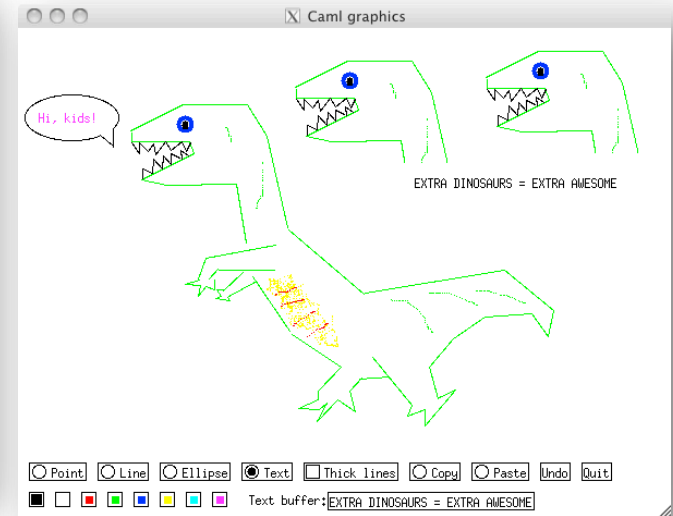 Caml graphics
Hi, kids!
EXTRA DINOSAURS = EXTRA AWESOME
Point Line Ellipse Text Thick lines Copy Paste Undo Quit
Text buffer: EXTRA DINOSAURS = EXTRA AWESOME